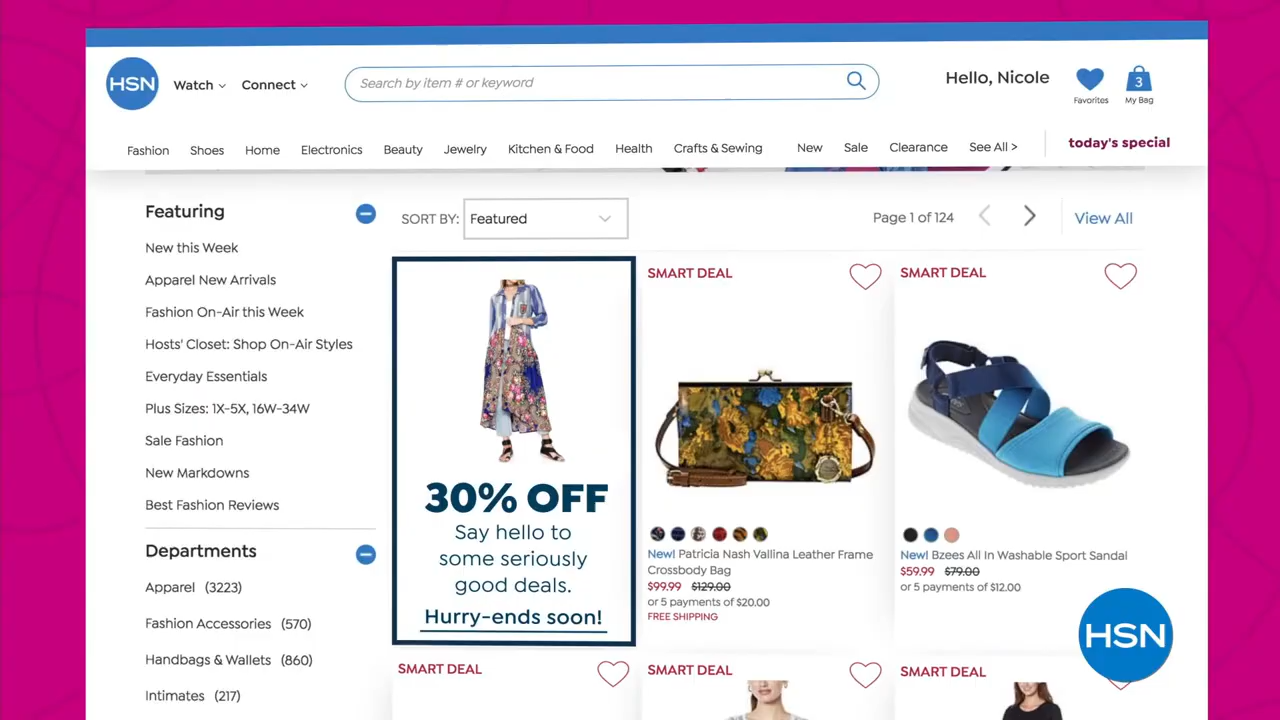 HSN
Watch
Connect
Search by item # or keyword
Hello, Nicole
Favorites
3
My Bag
Fashion
Shoes
Home
Electronics
Beauty
Jewelry
Kitchen & Food
Health
Crafts & Sewing
New
Sale
Clearance
See All >
today's special
Featuring
New this Week
Apparel New Arrivals
Fashion On-Air this Week
Hosts' Closet: Shop On-Air Styles
Everyday Essentials
Plus Sizes: 1X-5X, 16W-34W
Sale Fashion
New Markdowns
Best Fashion Reviews
Departments
Apparel (3223)
Fashion Accessories (570)
Handbags & Wallets (860)
Intimates (217)
SORT BY: Featured
Page 1 of 124
View All
30% OFF
Say hello to
some seriously
good deals.
Hurry-ends soon!
SMART DEAL
New! Patricia Nash Vallina Leather Frame
Crossbody Bag
$99.99 $129.00
or 5 payments of $20.00
FREE SHIPPING
SMART DEAL
New! Bzees All In Washable Sport Sandal
$59.99 $79.00
or 5 payments of $12.00
SMART DEAL
SMART DEAL
SMART DEAL
HSN